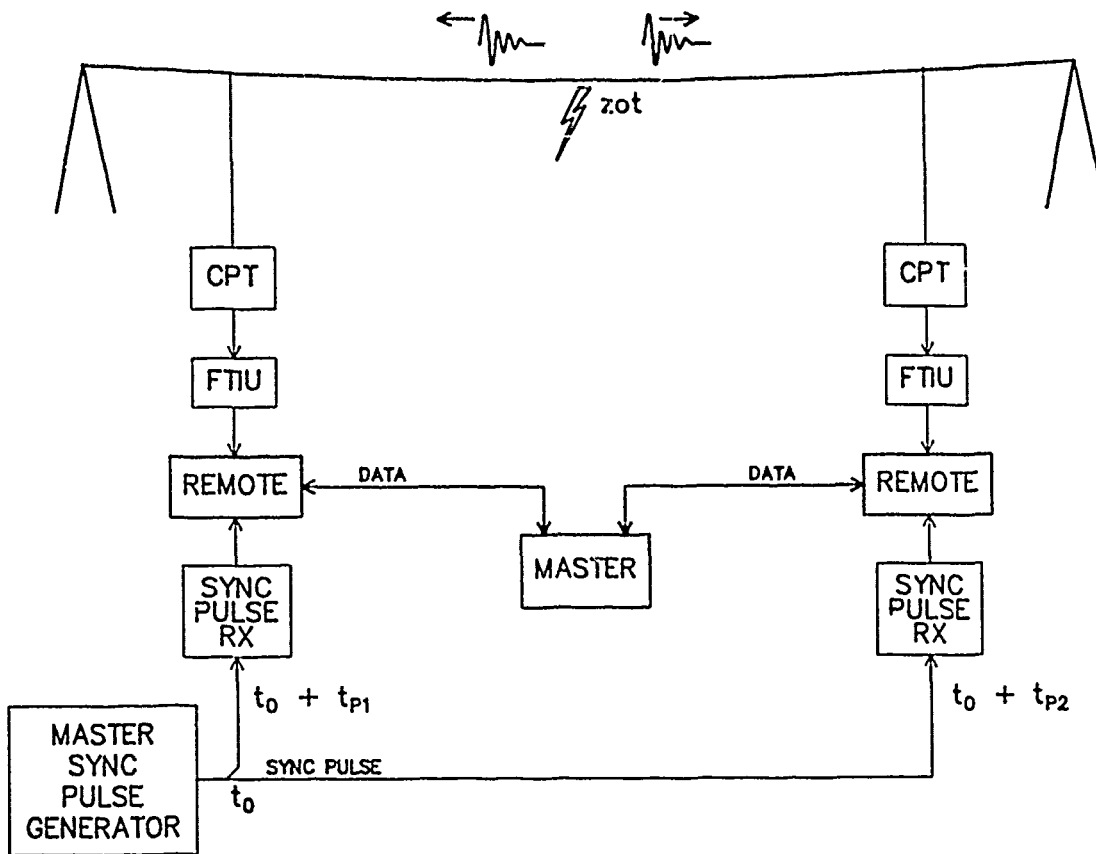 zot
CPT
CPT
FTIU
FTIU
REMOTE
DATA
DATA
REMOTE
MASTER
SYNC
PULSE
RX
SYNC
PULSE
RX
t0 + tP1
t0 + tP2
MASTER
SYNC
PULSE
GENERATOR
SYNC PULSE
t0